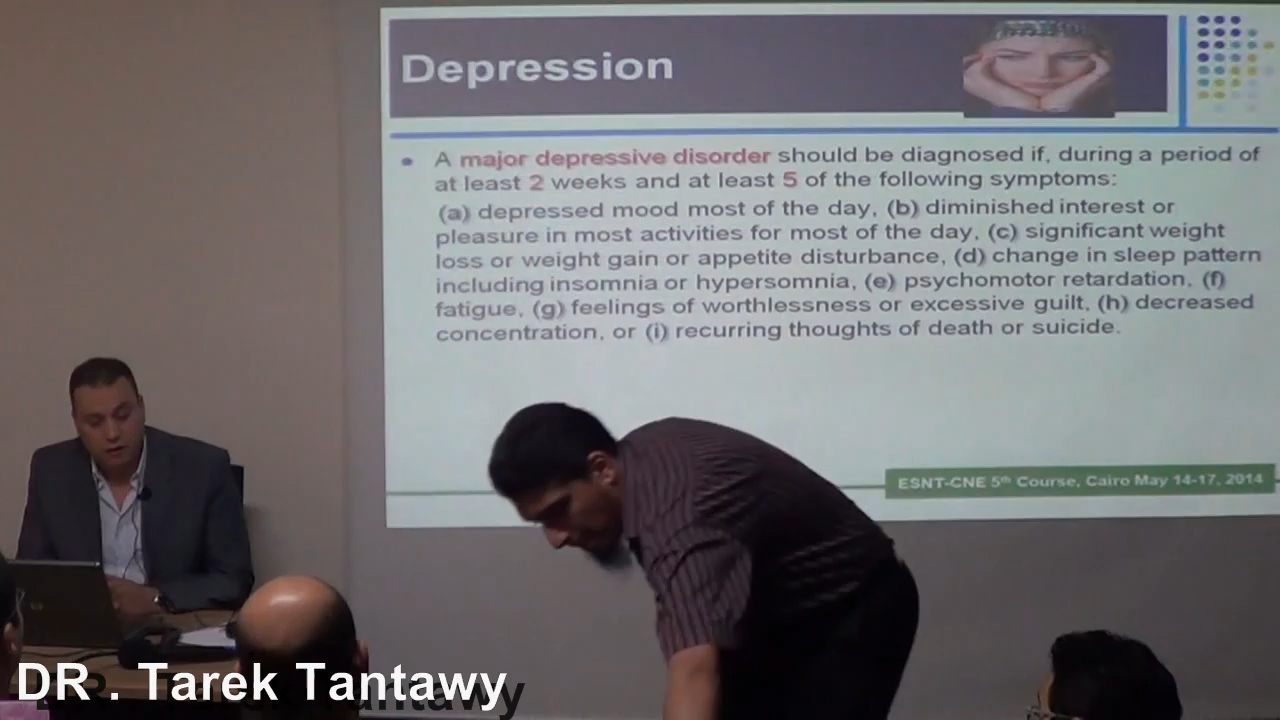 Depression
• A major depressive disorder should be diagnosed if, during a period of
at least 2 weeks and at least 5 of the following symptoms:
(a) depressed mood most of the day, (b) diminished interest or
pleasure in most activities for most of the day, (c) significant weight
loss or weight gain or appetite disturbance, (d) change in sleep pattern
including insomnia or hypersomnia, (e) psychomotor retardation, (f)
fatigue, (g) feelings of worthlessness or excessive guilt, (h) decreased
concentration, or (i) recurring thoughts of death or suicide.
ESNT-CNE 5th Course, Cairo May 14-17, 2014
DR . Tarek Tantawy